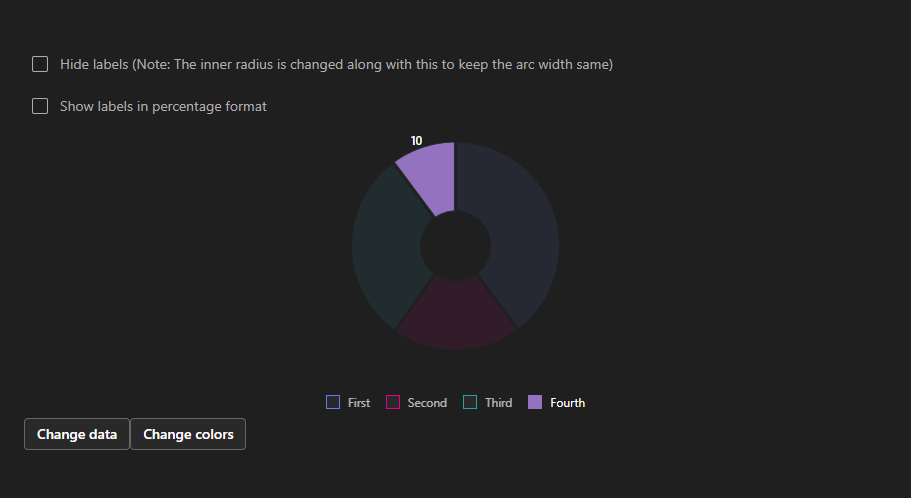 Hide labels (Note: The inner radius is changed along with this to keep the arc width same)
Show labels in percentage format
10
First Second Third Fourth
Change data Change colors